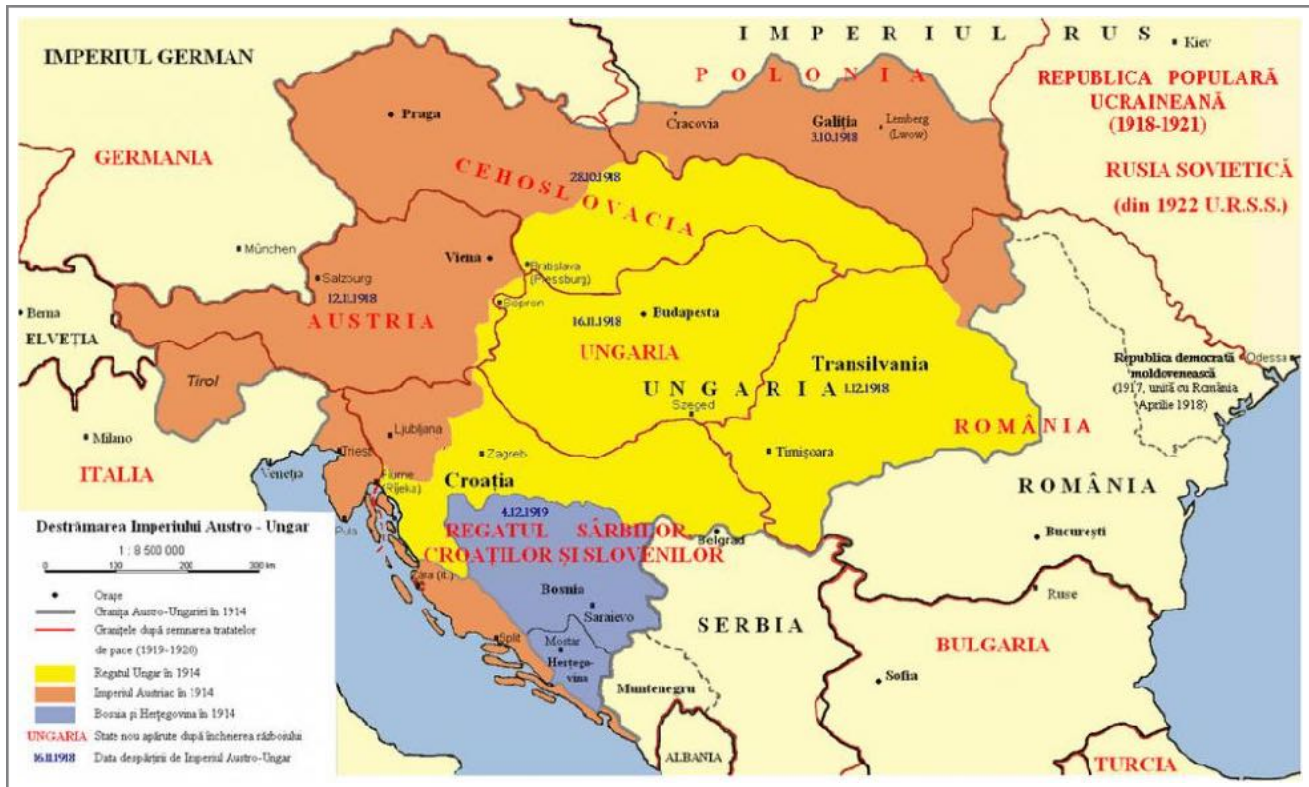 IMPERIUL RUS
IMPERIUL GERMAN
Kiev
POLONIA
REPUBLICA POPULARĂ
UCRAINEANĂ
(1918-1921)
Praga
Cracovia
Galiția
3.10.1918
Lemberg
(Lwow)
GERMANIA
CEHOSLOVACIA
28.10.1918
RUSIA SOVIETICĂ
(din 1922 U.R.S.S.)
München
Viena
Bratislava
(Pressburg)
Salzburg
12.11.1918
AUSTRIA
Sopron
Berna
ELVEȚIA
16.11.1918
Budapesta
UNGARIA
Transilvania
1.12.1918
UNGARIA
Szeged
Republica democrată
moldovenească
(1917, unită cu România
Aprilie 1918)
Odessa
Tirol
ROMÂNIA
Milano
ITALIA
Ljubljana
Triest
Veneția
Fiume
(Rijeka)
Zagreb
Croația
Timișoara
ROMÂNIA
Pula
4.12.1919
REGATUL SÂRBILOR,
CROAȚILOR ȘI SLOVENILOR
Belgrad
București
Zara (it.)
Bosnia
Saraievo
SERBIA
Ruse
Split
Mostar
Herțego-
vina
BULGARIA
Sofia
Muntenegru
ALBANIA
TURCIA
Destrămarea Imperiului Austro - Ungar
1 : 8 500 000
0 100 200 300 km
Orașe
Granița Austro-Ungariei în 1914
Granițele după semnarea tratatelor
de pace (1919-1920)
Regatul Ungar în 1914
Imperiul Austriac în 1914
Bosnia și Herțegovina în 1914
UNGARIA State nou apărute după încheierea războiului
16.11.1918 Data despărțirii de Imperiul Austro-Ungar